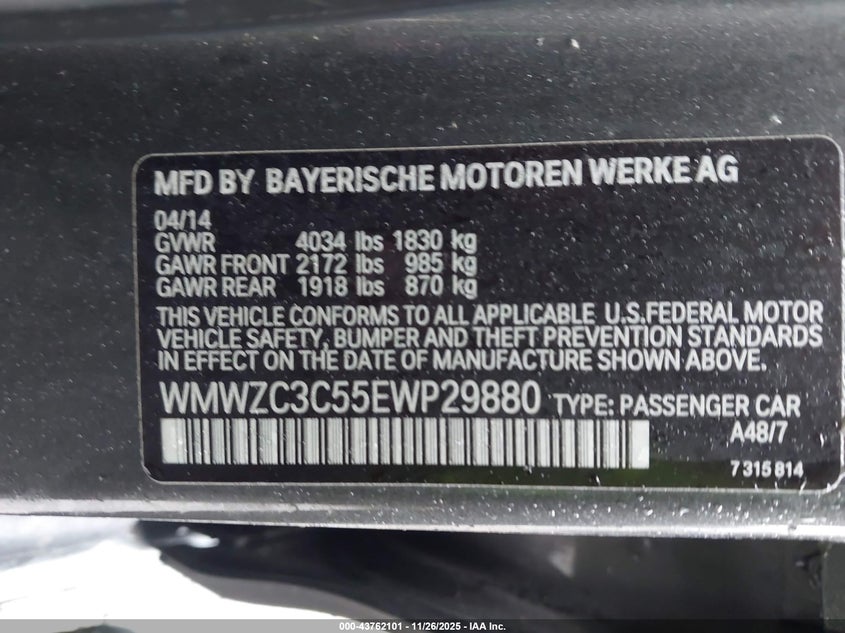 MFD BY BAYERISCHE MOTOREN WERKE AG
04/14
GVWR 4034 lbs 1830 kg
GAWR FRONT 2172 lbs 985 kg
GAWR REAR 1918 lbs 870 kg
THIS VEHICLE CONFORMS TO ALL APPLICABLE U.S.FEDERAL MOTOR
VEHICLE SAFETY, BUMPER AND THEFT PREVENTION STANDARDS
IN EFFECT ON THE DATE OF MANUFACTURE SHOWN ABOVE.
WMWZC3C55EWP29880 TYPE: PASSENGER CAR
A48/7
7 315 814
000-43762101 - 11/26/2025 - IAA Inc.